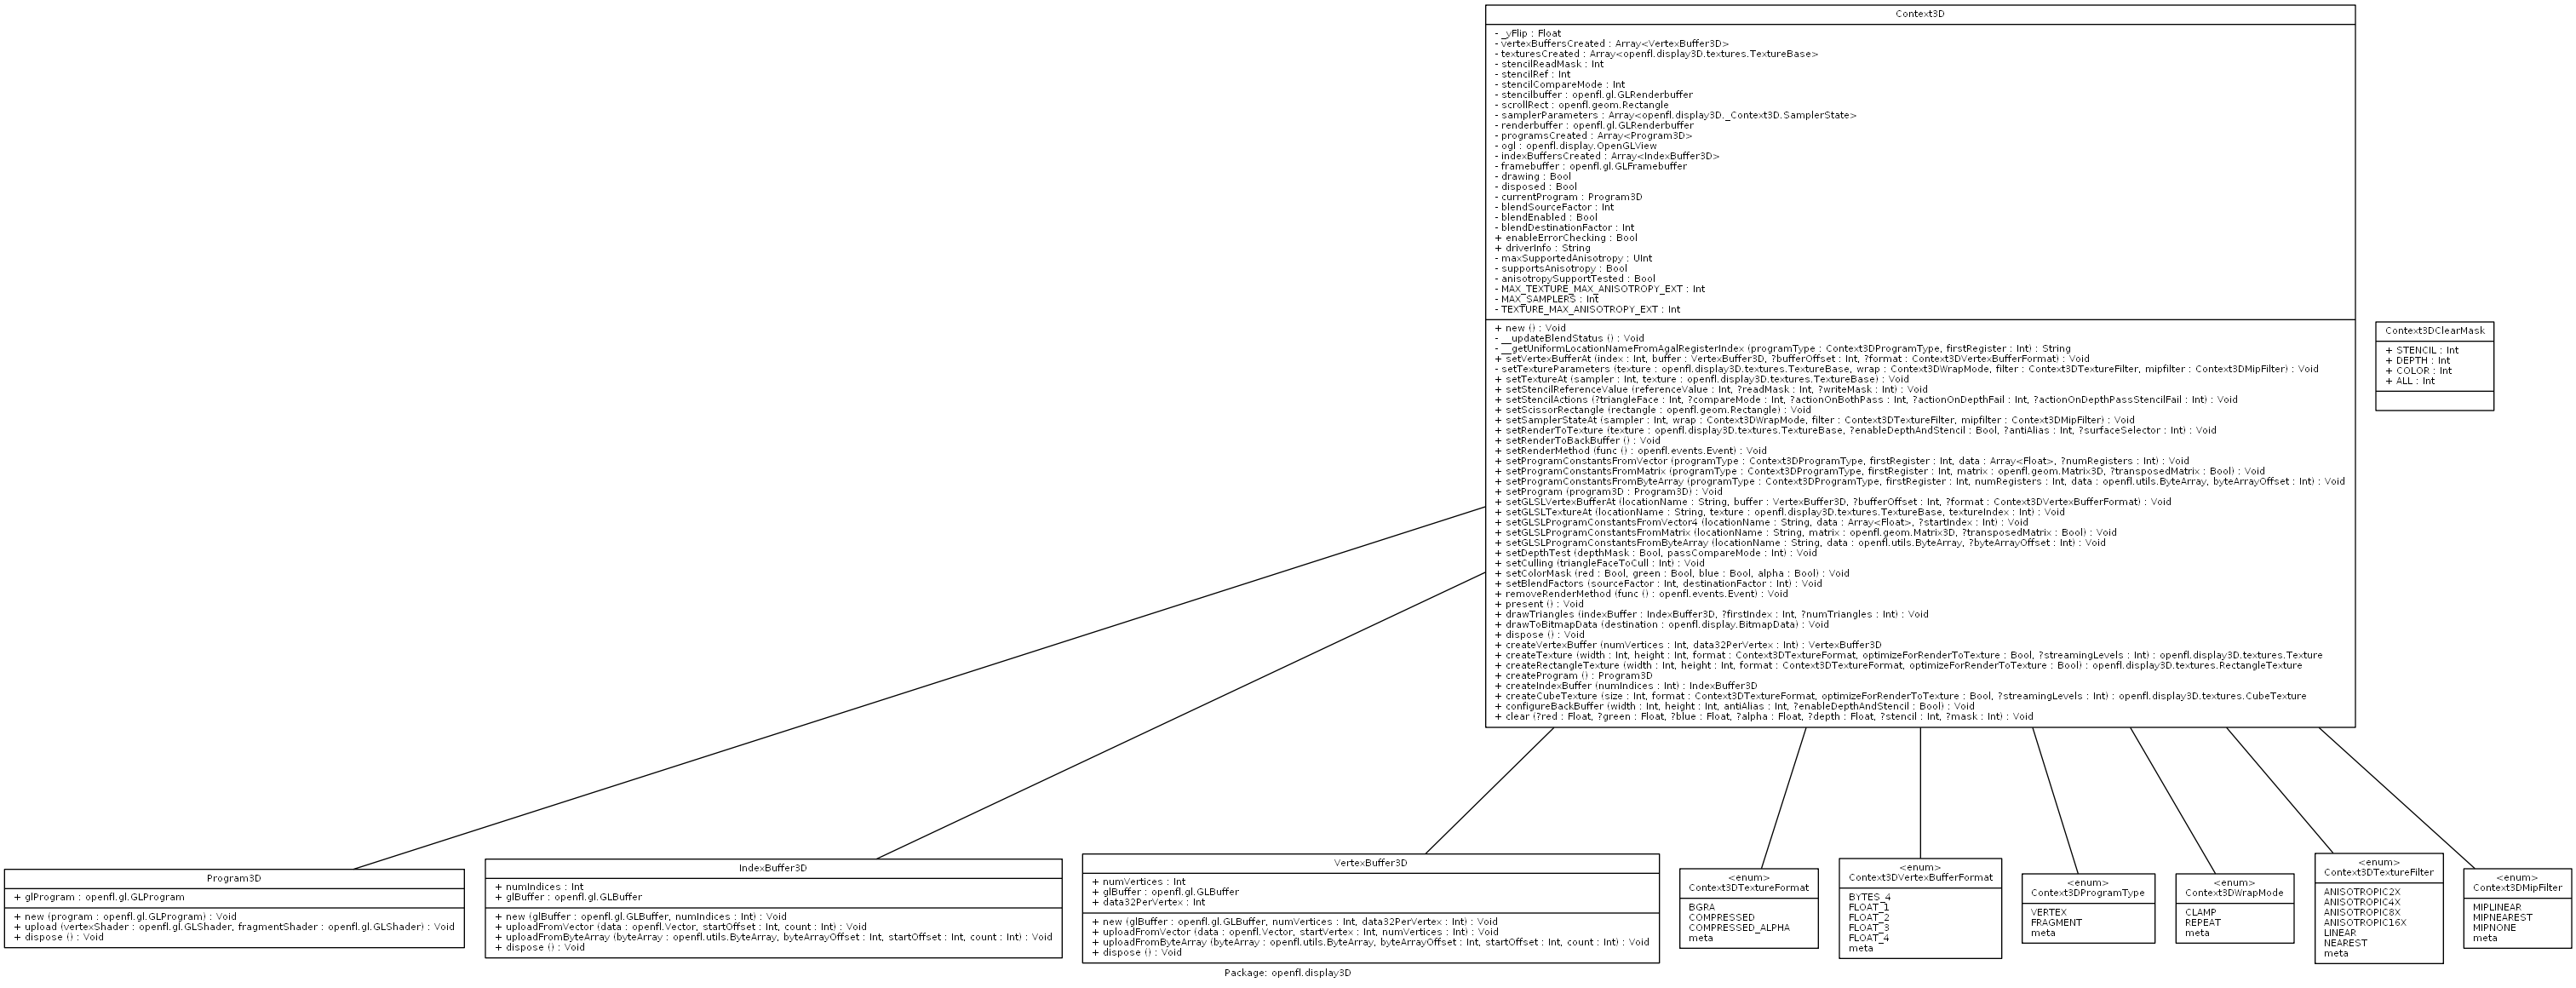 Context3D
- _yFlip : Float
- vertexBuffersCreated : Array<VertexBuffer3D>
- texturesCreated : Array<openfl.display3D.textures.TextureBase>
- stencilReadMask : Int
- stencilRef : Int
- stencilCompareMode : Int
- stencilbuffer : openfl.gl.GLRenderbuffer
- scrollRect : openfl.geom.Rectangle
- samplerParameters : Array<openfl.display3D._Context3D.SamplerState>
- renderbuffer : openfl.gl.GLRenderbuffer
- programsCreated : Array<Program3D>
- ogl : openfl.display.OpenGLView
- indexBuffersCreated : Array<IndexBuffer3D>
- framebuffer : openfl.gl.GLFramebuffer
- drawing : Bool
- disposed : Bool
- currentProgram : Program3D
- blendSourceFactor : Int
- blendEnabled : Bool
- blendDestinationFactor : Int
+ enableErrorChecking : Bool
+ driverInfo : String
- maxSupportedAnisotropy : UInt
- supportsAnisotropy : Bool
- anisotropySupportTested : Bool
- MAX_TEXTURE_MAX_ANISOTROPY_EXT : Int
- MAX_SAMPLERS : Int
- TEXTURE_MAX_ANISOTROPY_EXT : Int
+ new () : Void
- __updateBlendStatus () : Void
- __getUniformLocationNameFromAgalRegisterIndex (programType : Context3DProgramType, firstRegister : Int) : String
+ setVertexBufferAt (index : Int, buffer : VertexBuffer3D, ?bufferOffset : Int, ?format : Context3DVertexBufferFormat) : Void
- setTextureParameters (texture : openfl.display3D.textures.TextureBase, wrap : Context3DWrapMode, filter : Context3DTextureFilter, mipfilter : Context3DMipFilter) : Void
+ setTextureAt (sampler : Int, texture : openfl.display3D.textures.TextureBase) : Void
+ setStencilReferenceValue (referenceValue : Int, ?readMask : Int, ?writeMask : Int) : Void
+ setStencilActions (?triangleFace : Int, ?compareMode : Int, ?actionOnBothPass : Int, ?actionOnDepthFail : Int, ?actionOnDepthPassStencilFail : Int) : Void
+ setScissorRectangle (rectangle : openfl.geom.Rectangle) : Void
+ setSamplerStateAt (sampler : Int, wrap : Context3DWrapMode, filter : Context3DTextureFilter, mipfilter : Context3DMipFilter) : Void
+ setRenderToTexture (texture : openfl.display3D.textures.TextureBase, ?enableDepthAndStencil : Bool, ?antiAlias : Int, ?surfaceSelector : Int) : Void
+ setRenderToBackBuffer () : Void
+ setRenderMethod (func () : openfl.events.Event) : Void
+ setProgramConstantsFromVector (programType : Context3DProgramType, firstRegister : Int, data : Array<Float>, ?numRegisters : Int) : Void
+ setProgramConstantsFromMatrix (programType : Context3DProgramType, firstRegister : Int, matrix : openfl.geom.Matrix3D, ?transposedMatrix : Bool) : Void
+ setProgramConstantsFromByteArray (programType : Context3DProgramType, firstRegister : Int, numRegisters : Int, data : openfl.utils.ByteArray, byteArrayOffset : Int) : Void
+ setProgram (program3D : Program3D) : Void
+ setGLSLVertexBufferAt (locationName : String, buffer : VertexBuffer3D, ?bufferOffset : Int, ?format : Context3DVertexBufferFormat) : Void
+ setGLSLTextureAt (locationName : String, texture : openfl.display3D.textures.TextureBase, textureIndex : Int) : Void
+ setGLSLProgramConstantsFromVector4 (locationName : String, data : Array<Float>, ?startIndex : Int) : Void
+ setGLSLProgramConstantsFromMatrix (locationName : String, matrix : openfl.geom.Matrix3D, ?transposedMatrix : Bool) : Void
+ setGLSLProgramConstantsFromByteArray (locationName : String, data : openfl.utils.ByteArray, ?byteArrayOffset : Int) : Void
+ setDepthTest (depthMask : Bool, passCompareMode : Int) : Void
+ setCulling (triangleFaceToCull : Int) : Void
+ setColorMask (red : Bool, green : Bool, blue : Bool, alpha : Bool) : Void
+ setBlendFactors (sourceFactor : Int, destinationFactor : Int) : Void
+ removeRenderMethod (func () : openfl.events.Event) : Void
+ present () : Void
+ drawTriangles (indexBuffer : IndexBuffer3D, ?firstIndex : Int, ?numTriangles : Int) : Void
+ drawToBitmapData (destination : openfl.display.BitmapData) : Void
+ dispose () : Void
+ createVertexBuffer (numVertices : Int, data32PerVertex : Int) : VertexBuffer3D
+ createTexture (width : Int, height : Int, format : Context3DTextureFormat, optimizeForRenderToTexture : Bool, ?streamingLevels : Int) : openfl.display3D.textures.Texture
+ createRectangleTexture (width : Int, height : Int, format : Context3DTextureFormat, optimizeForRenderToTexture : Bool) : openfl.display3D.textures.RectangleTexture
+ createProgram () : Program3D
+ createIndexBuffer (numIndices : Int) : IndexBuffer3D
+ createCubeTexture (size : Int, format : Context3DTextureFormat, optimizeForRenderToTexture : Bool, ?streamingLevels : Int) : openfl.display3D.textures.CubeTexture
+ configureBackBuffer (width : Int, height : Int, antiAlias : Int, ?enableDepthAndStencil : Bool) : Void
+ clear (?red : Float, ?green : Float, ?blue : Float, ?alpha : Float, ?depth : Float, ?stencil : Int, ?mask : Int) : Void
Context3DClearMask
+ STENCIL : Int
+ DEPTH : Int
+ COLOR : Int
+ ALL : Int
Program3D
+ glProgram : openfl.gl.GLProgram
+ new (program : openfl.gl.GLProgram) : Void
+ upload (vertexShader : openfl.gl.GLShader, fragmentShader : openfl.gl.GLShader) : Void
+ dispose () : Void
IndexBuffer3D
+ numIndices : Int
+ glBuffer : openfl.gl.GLBuffer
+ new (glBuffer : openfl.gl.GLBuffer, numIndices : Int) : Void
+ uploadFromVector (data : openfl.Vector, startOffset : Int, count : Int) : Void
+ uploadFromByteArray (byteArray : openfl.utils.ByteArray, byteArrayOffset : Int, startOffset : Int, count : Int) : Void
+ dispose () : Void
VertexBuffer3D
+ numVertices : Int
+ glBuffer : openfl.gl.GLBuffer
+ data32PerVertex : Int
+ new (glBuffer : openfl.gl.GLBuffer, numVertices : Int, data32PerVertex : Int) : Void
+ uploadFromVector (data : openfl.Vector, startVertex : Int, numVertices : Int) : Void
+ uploadFromByteArray (byteArray : openfl.utils.ByteArray, byteArrayOffset : Int, startOffset : Int, count : Int) : Void
+ dispose () : Void
<enum>
Context3DTextureFormat
BGRA
COMPRESSED
COMPRESSED_ALPHA
meta
<enum>
Context3DVertexBufferFormat
BYTES_4
FLOAT_1
FLOAT_2
FLOAT_3
FLOAT_4
meta
<enum>
Context3DProgramType
VERTEX
FRAGMENT
meta
<enum>
Context3DWrapMode
CLAMP
REPEAT
meta
<enum>
Context3DTextureFilter
ANISOTROPIC2X
ANISOTROPIC4X
ANISOTROPIC8X
ANISOTROPIC16X
LINEAR
NEAREST
meta
<enum>
Context3DMipFilter
MIPLINEAR
MIPNEAREST
MIPNONE
meta
Package: openfl.display3D